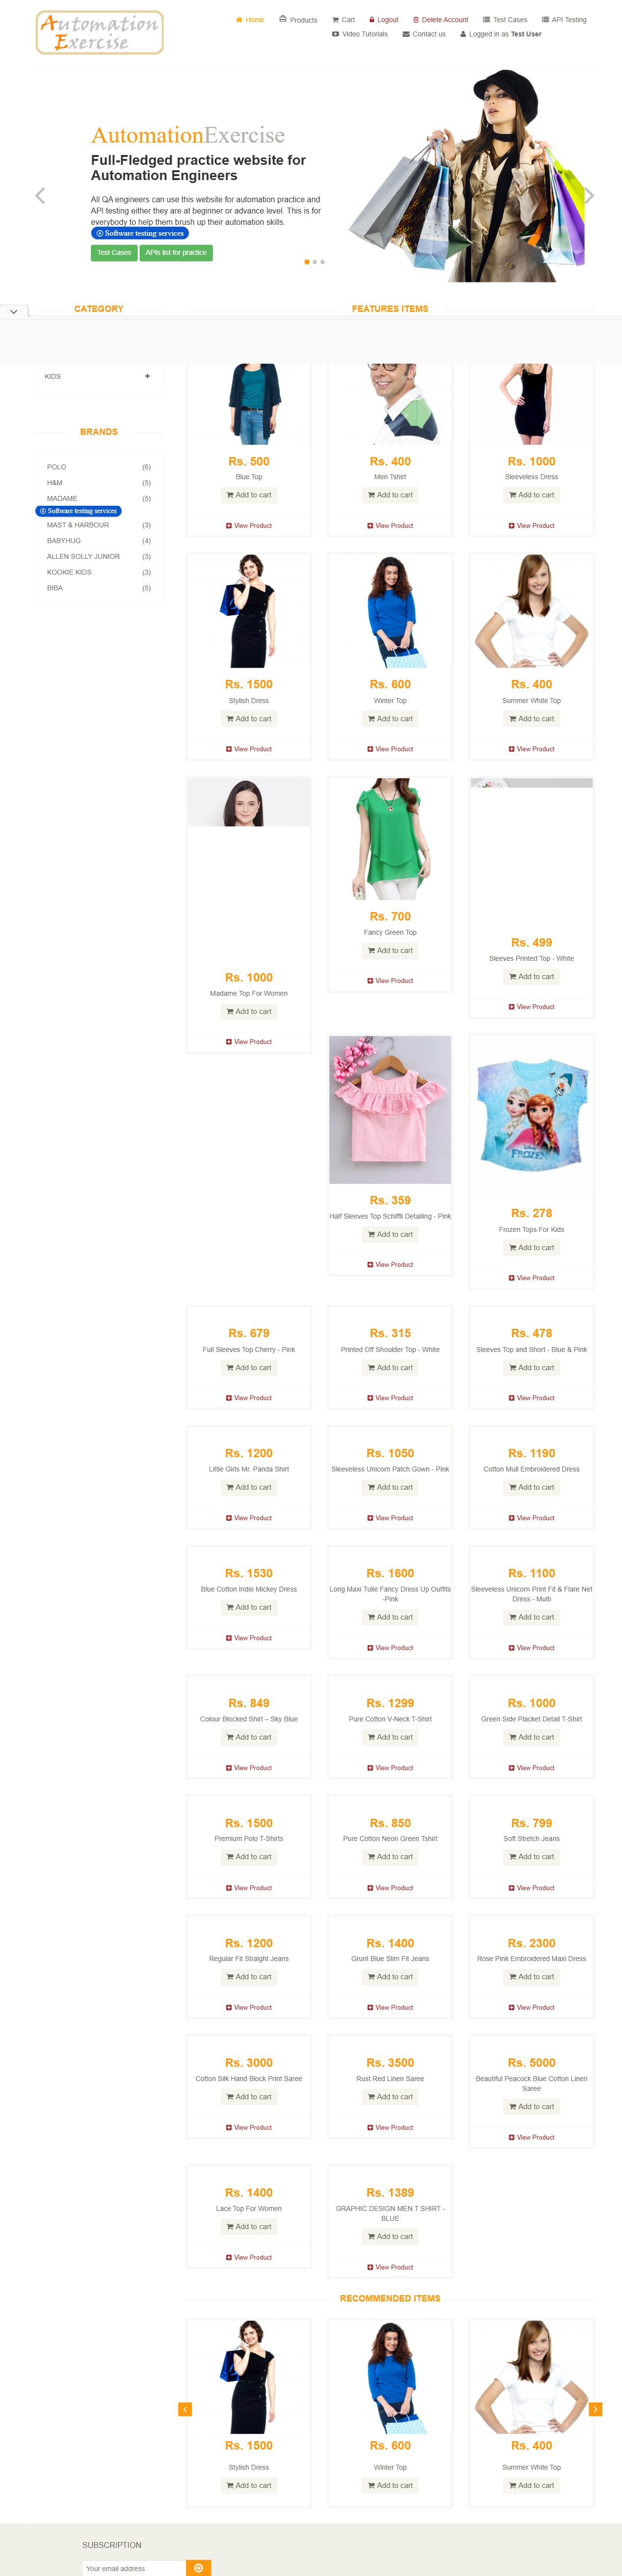 Automation
Exercise
Home
Products
Cart
Logout
Delete Account
Test Cases
API Testing
Video Tutorials
Contact us
Logged in as Test User
AutomationExercise
Full-Fledged practice website for
Automation Engineers
All QA engineers can use this website for automation practice and
API testing either they are at beginner or advance level. This is for
everybody to help them brush up their automation skills.
Software testing services
Test Cases
APIs list for practice
CATEGORY
KIDS
BRANDS
POLO (6)
H&M (5)
MADAME (5)
Software testing services
MAST & HARBOUR (3)
BABYHUG (4)
ALLEN SOLLY JUNIOR (3)
KOOKIE KIDS (3)
BIBA (5)
FEATURES ITEMS
Rs. 500
Blue Top
Add to cart
View Product
Rs. 400
Men Tshirt
Add to cart
View Product
Rs. 1000
Sleeveless Dress
Add to cart
View Product
Rs. 1500
Stylish Dress
Add to cart
View Product
Rs. 600
Winter Top
Add to cart
View Product
Rs. 400
Summer White Top
Add to cart
View Product
Rs. 1000
Madame Top For Women
Add to cart
View Product
Rs. 700
Fancy Green Top
Add to cart
View Product
Rs. 499
Sleeves Printed Top - White
Add to cart
View Product
Rs. 359
Half Sleeves Top Schiffli Detailing - Pink
Add to cart
View Product
FROZEN
Rs. 278
Frozen Tops For Kids
Add to cart
View Product
Rs. 679
Full Sleeves Top Cherry - Pink
Add to cart
View Product
Rs. 315
Printed Off Shoulder Top - White
Add to cart
View Product
Rs. 478
Sleeves Top and Short - Blue & Pink
Add to cart
View Product
Rs. 1200
Little Girls Mr. Panda Shirt
Add to cart
View Product
Rs. 1050
Sleeveless Unicorn Patch Gown - Pink
Add to cart
View Product
Rs. 1190
Cotton Mull Embroidered Dress
Add to cart
View Product
Rs. 1530
Blue Cotton Indie Mickey Dress
Add to cart
View Product
Rs. 1600
Long Maxi Tulle Fancy Dress Up Outfits
-Pink
Add to cart
View Product
Rs. 1100
Sleeveless Unicorn Print Fit & Flare Net
Dress - Multi
Add to cart
View Product
Rs. 849
Colour Blocked Shirt – Sky Blue
Add to cart
View Product
Rs. 1299
Pure Cotton V-Neck T-Shirt
Add to cart
View Product
Rs. 1000
Green Side Placket Detail T-Shirt
Add to cart
View Product
Rs. 1500
Premium Polo T-Shirts
Add to cart
View Product
Rs. 850
Pure Cotton Neon Green Tshirt
Add to cart
View Product
Rs. 799
Soft Stretch Jeans
Add to cart
View Product
Rs. 1200
Regular Fit Straight Jeans
Add to cart
View Product
Rs. 1400
Grunt Blue Slim Fit Jeans
Add to cart
View Product
Rs. 2300
Rose Pink Embroidered Maxi Dress
Add to cart
View Product
Rs. 3000
Cotton Silk Hand Block Print Saree
Add to cart
View Product
Rs. 3500
Rust Red Linen Saree
Add to cart
View Product
Rs. 5000
Beautiful Peacock Blue Cotton Linen
Saree
Add to cart
View Product
Rs. 1400
Lace Top For Women
Add to cart
View Product
Rs. 1389
GRAPHIC DESIGN MEN T SHIRT -
BLUE
Add to cart
View Product
RECOMMENDED ITEMS
Rs. 1500
Stylish Dress
Add to cart
Rs. 600
Winter Top
Add to cart
Rs. 400
Summer White Top
Add to cart
SUBSCRIPTION
Your email address